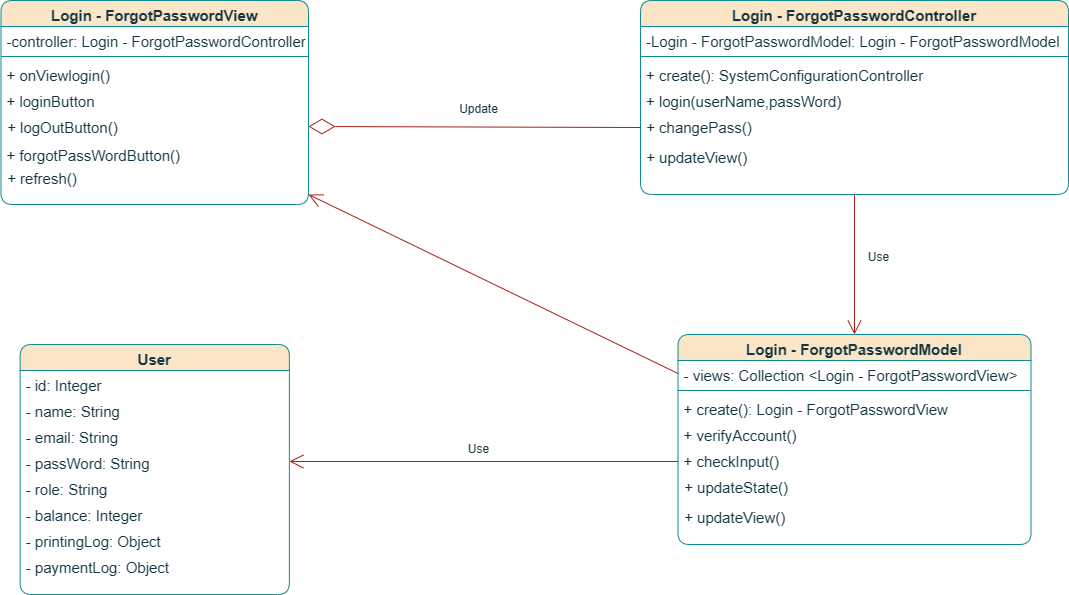 Login - ForgotPasswordView
-controller: Login - ForgotPasswordController
+ onViewlogin()
+ loginButton
+ logOutButton()
+ forgotPassWordButton()
+ refresh()
Update
Login - ForgotPasswordController
-Login - ForgotPasswordModel: Login - ForgotPasswordModel
+ create(): SystemConfigurationController
+ login(userName,passWord)
+ changePass()
+ updateView()
Use
User
- id: Integer
- name: String
- email: String
- passWord: String
- role: String
- balance: Integer
- printingLog: Object
- paymentLog: Object
Use
Login - ForgotPasswordModel
- views: Collection <Login - ForgotPasswordView>
+ create(): Login - ForgotPasswordView
+ verifyAccount()
+ checkInput()
+ updateState()
+ updateView()